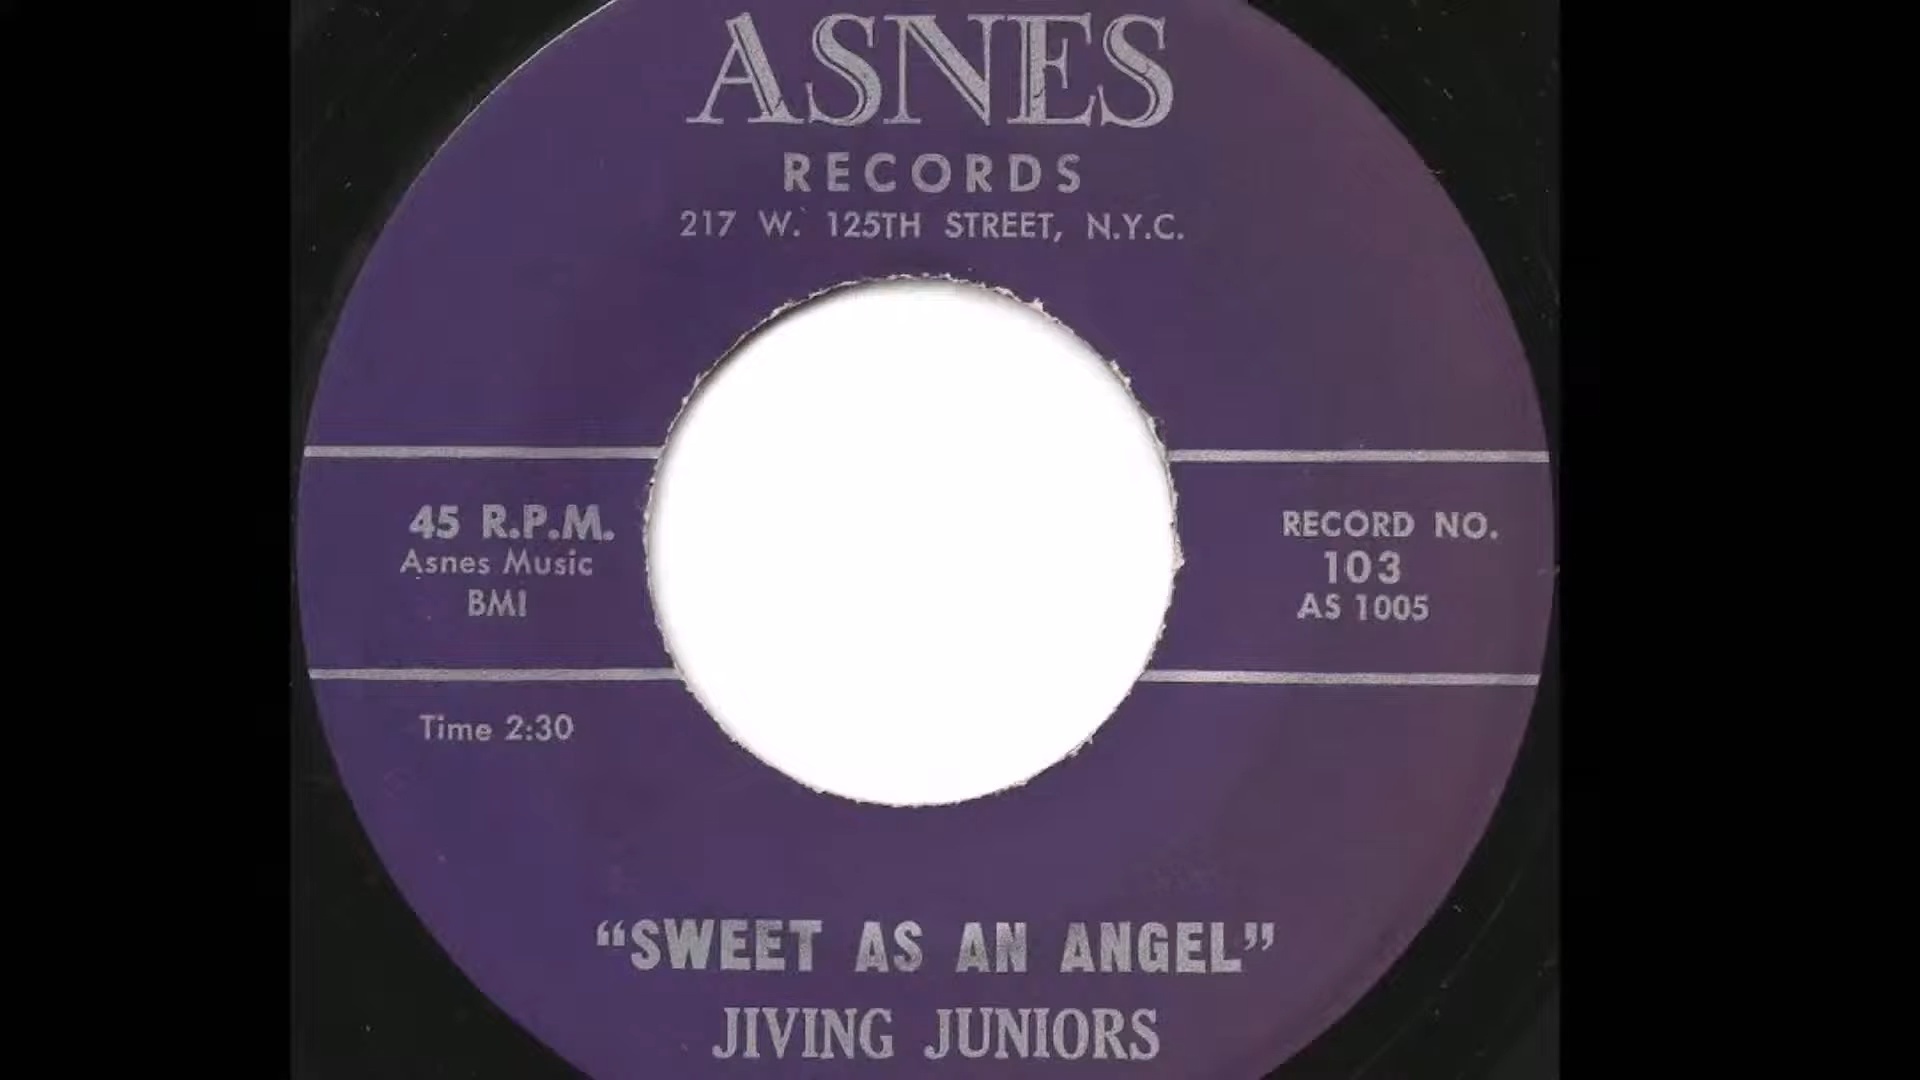 ASNES
RECORDS
217 W. 125TH STREET, N.Y.C.
45 R.P.M.
Asnes Music
BMI
RECORD NO.
103
AS 1005
Time 2:30
“SWEET AS AN ANGEL”
JIVING JUNIORS